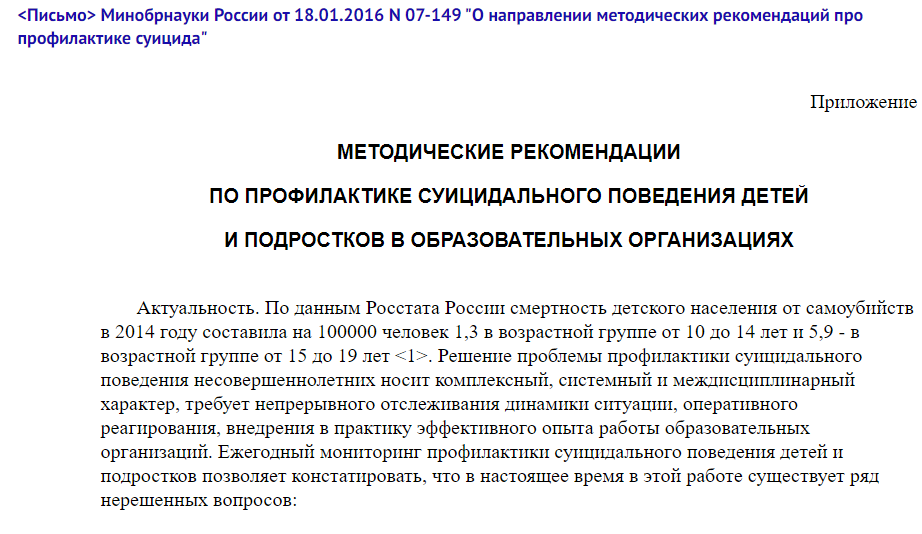 <Письмо> Минобрнауки России от 18.01.2016 N 07-149 "О направлении методических рекомендаций про
профилактике суицида"
Приложение
МЕТОДИЧЕСКИЕ РЕКОМЕНДАЦИИ
ПО ПРОФИЛАКТИКЕ СУИЦИДАЛЬНОГО ПОВЕДЕНИЯ ДЕТЕЙ
И ПОДРОСТКОВ В ОБРАЗОВАТЕЛЬНЫХ ОРГАНИЗАЦИЯХ
Актуальность. По данным Росстата России смертность детского населения от самоубийств
в 2014 году составила на 100000 человек 1,3 в возрастной группе от 10 до 14 лет и 5,9 - в
возрастной группе от 15 до 19 лет <1>. Решение проблемы профилактики суицидального
поведения несовершеннолетних носит комплексный, системный и междисциплинарный
характер, требует непрерывного отслеживания динамики ситуации, оперативного
реагирования, внедрения в практику эффективного опыта работы образовательных
организаций. Ежегодный мониторинг профилактики суицидального поведения детей и
подростков позволяет констатировать, что в настоящее время в этой работе существует ряд
нерешенных вопросов: